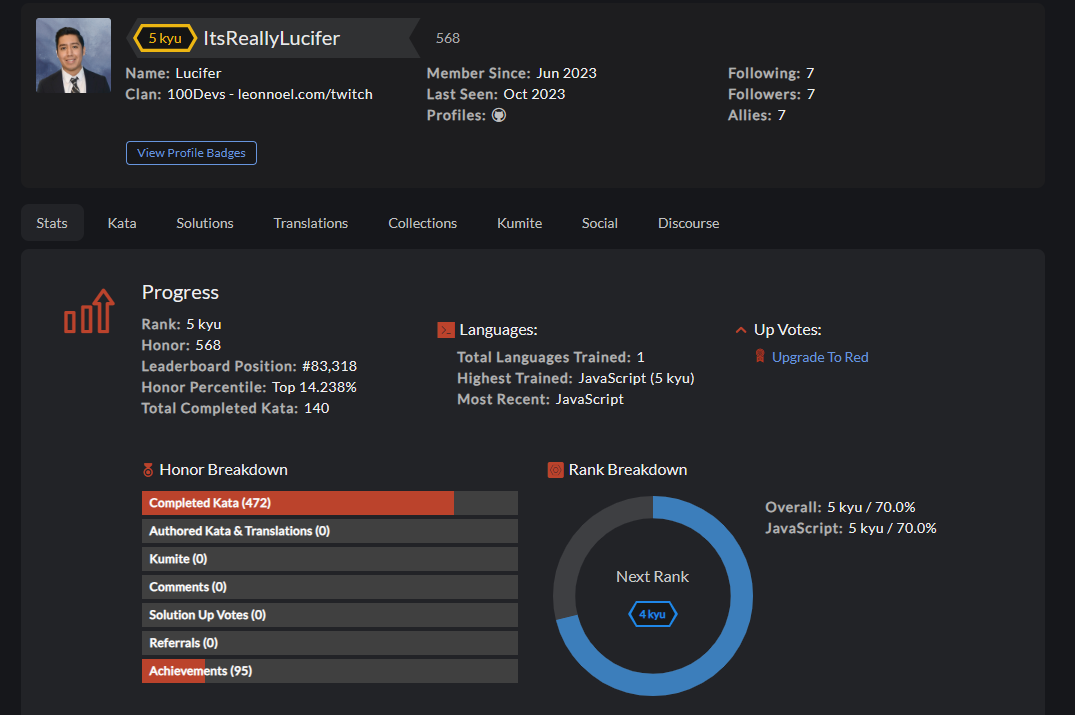 5 kyu ItsReallyLucifer 568
Name: Lucifer
Clan: 100Devs - leonnoel.com/twitch
Member Since: Jun 2023
Last Seen: Oct 2023
Profiles:
Following: 7
Followers: 7
Allies: 7
View Profile Badges
Stats Kata Solutions Translations Collections Kumite Social Discourse
Progress
Rank: 5 kyu
Honor: 568
Leaderboard Position: #83,318
Honor Percentile: Top 14.238%
Total Completed Kata: 140
Languages:
Total Languages Trained: 1
Highest Trained: JavaScript (5 kyu)
Most Recent: JavaScript
Up Votes:
Upgrade To Red
Honor Breakdown
Completed Kata (472)
Authored Kata & Translations (0)
Kumite (0)
Comments (0)
Solution Up Votes (0)
Referrals (0)
Achievements (95)
Rank Breakdown
Next Rank
4 kyu
Overall: 5 kyu / 70.0%
JavaScript: 5 kyu / 70.0%